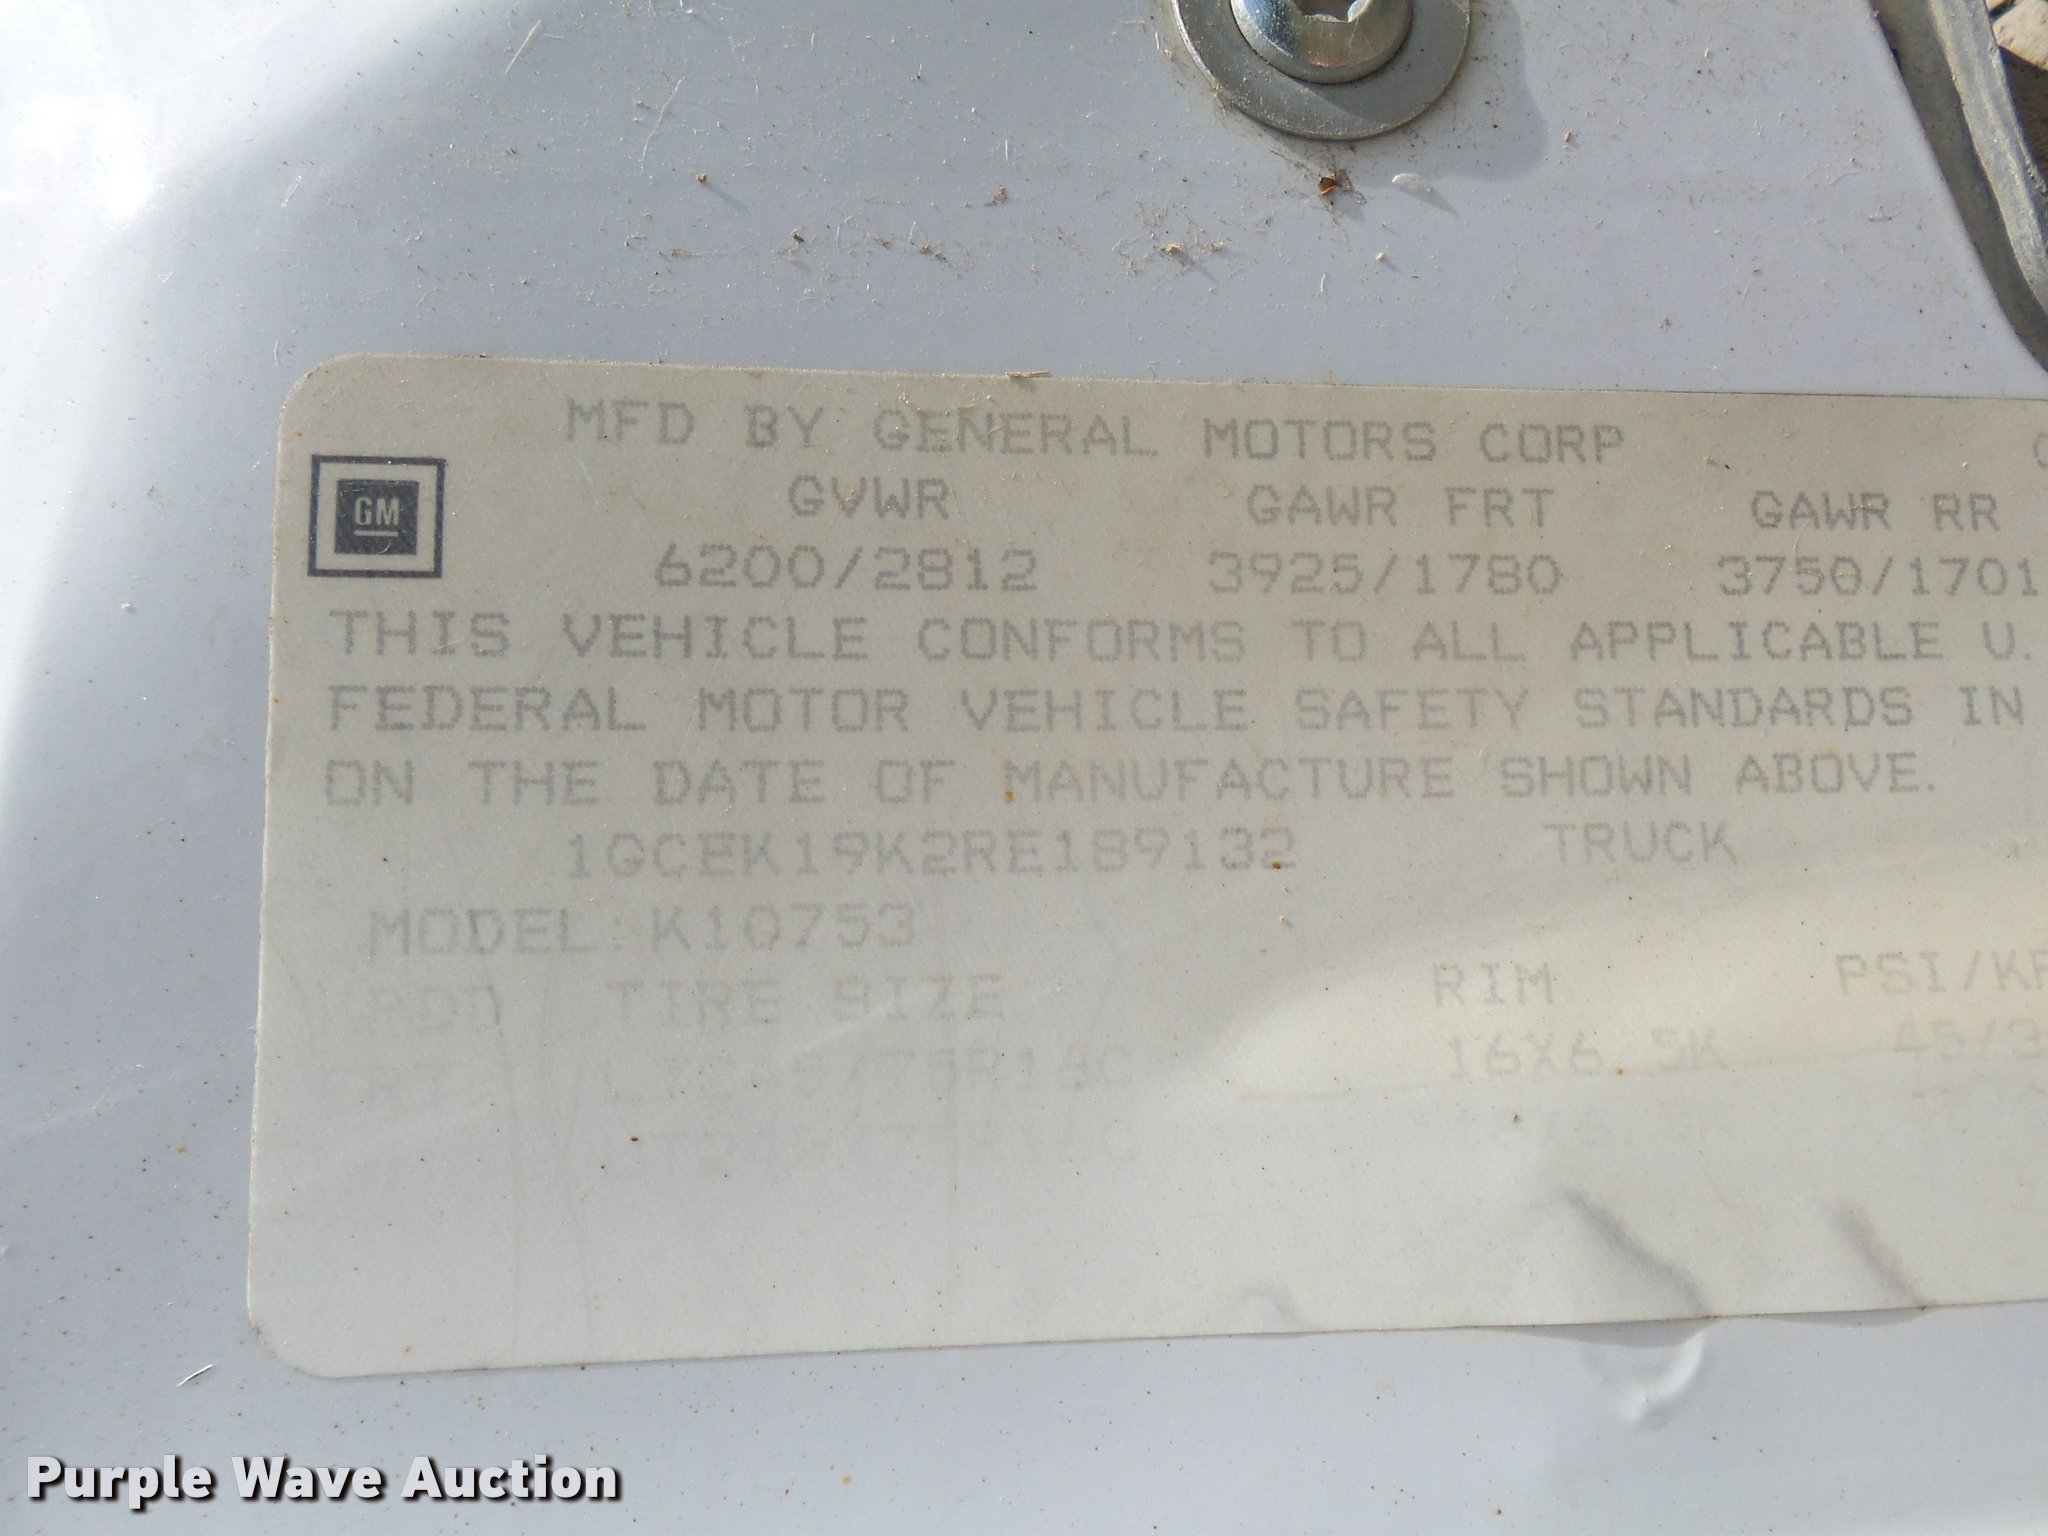 MFD BY GENERAL MOTORS CORP
GM
GVWR GAWR FRT GAWR RR
6200/2812 3925/1780 3750/1701
THIS VEHICLE CONFORMS TO ALL APPLICABLE U.
FEDERAL MOTOR VEHICLE SAFETY STANDARDS IN
ON THE DATE OF MANUFACTURE SHOWN ABOVE.
1GCEK19K2RE189132 TRUCK
MODEL: K10753
TIRE SIZE RIM PSI/KP
16X6.5K 45/3
Purple Wave Auction